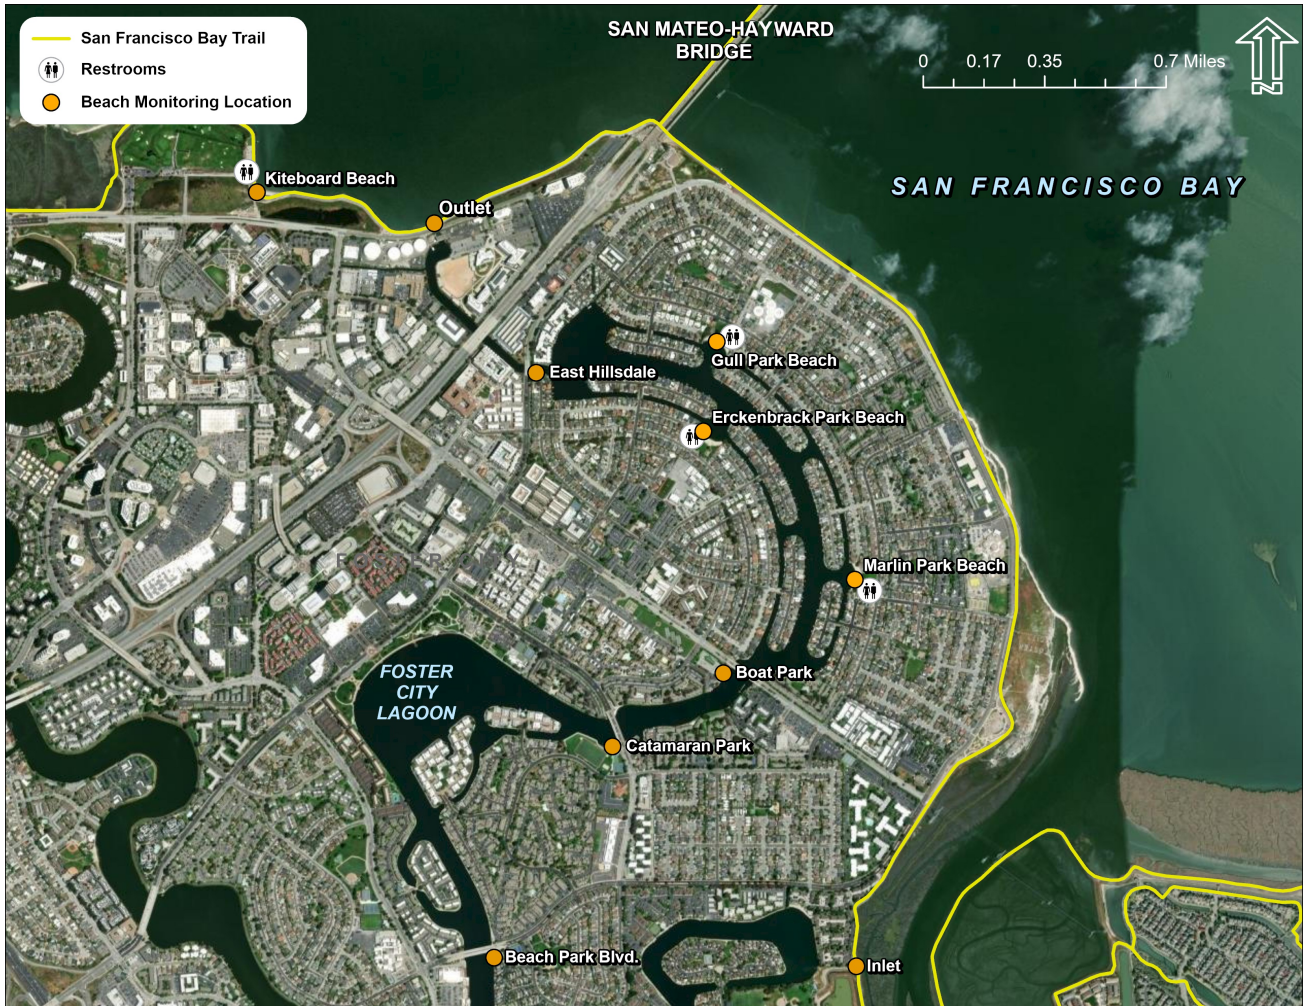 San Francisco Bay Trail
Restrooms
Beach Monitoring Location
SAN MATEO-HAYWARD
BRIDGE
0 0.17 0.35 0.7 Miles
N
SAN FRANCISCO BAY
Kiteboard Beach
Outlet
Gull Park Beach
East Hillsdale
Erckenbrack Park Beach
Marlin Park Beach
Boat Park
FOSTER
CITY
LAGOON
Catamaran Park
Beach Park Blvd.
Inlet